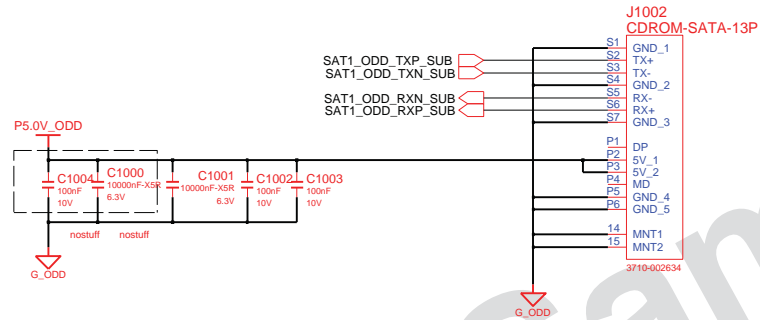 J1002
CDROM-SATA-13P
S1 GND_1
SAT1_ODD_TXP_SUB S2 TX+
SAT1_ODD_TXN_SUB S3 TX-
S4 GND_2
SAT1_ODD_RXN_SUB S5 RX-
SAT1_ODD_RXP_SUB S6 RX+
S7 GND_3
P5.0V_ODD
P1 DP
P2 5V_1
P3 5V_2
P4 MD
P5 GND_4
P6 GND_5
C1004 C1000 C1001 C1002 C1003
100nF 10000nF-X5R 10000nF-X5R 100nF 100nF
10V 6.3V 6.3V 10V 10V
nostuff nostuff
14 MNT1
15 MNT2
3710-002634
G_ODD
G_ODD